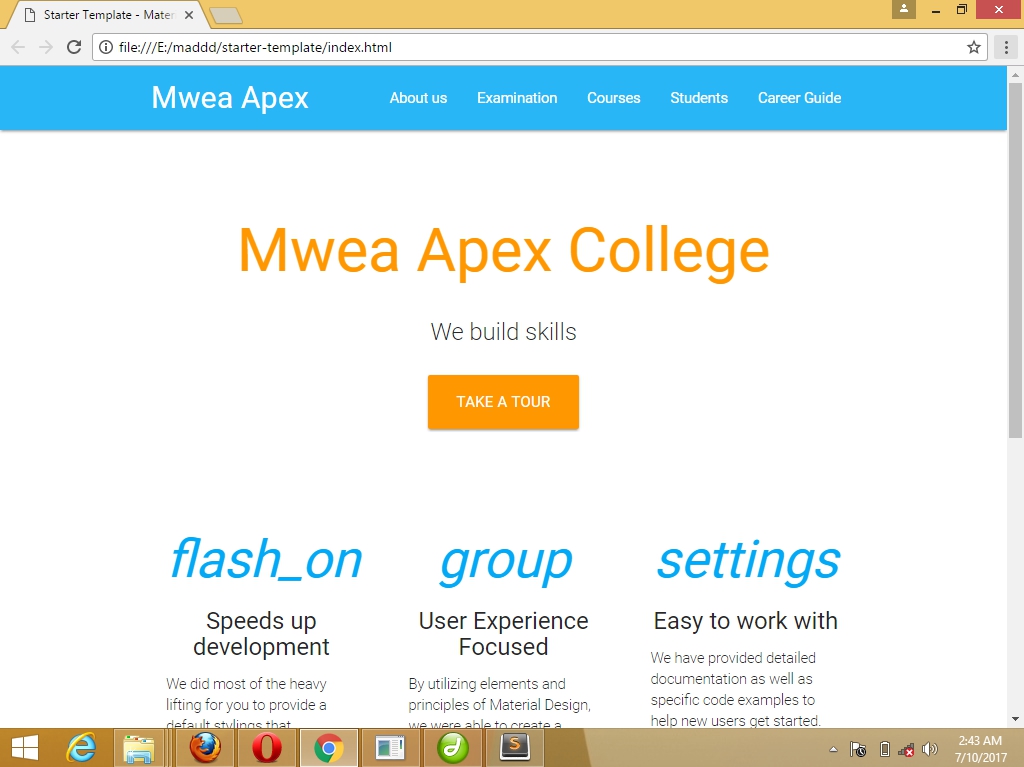 Starter Template - Mater
file:///E:/maddd/starter-template/index.html
Mwea Apex
About us
Examination
Courses
Students
Career Guide
Mwea Apex College
We build skills
TAKE A TOUR
flash_on
group
settings
Speeds up
development
User Experience
Focused
Easy to work with
We did most of the heavy
lifting for you to provide a
default stylings that
By utilizing elements and
principles of Material Design,
we were able to create a
We have provided detailed
documentation as well as
specific code examples to
help new users get started.
2:43 AM
7/10/2017